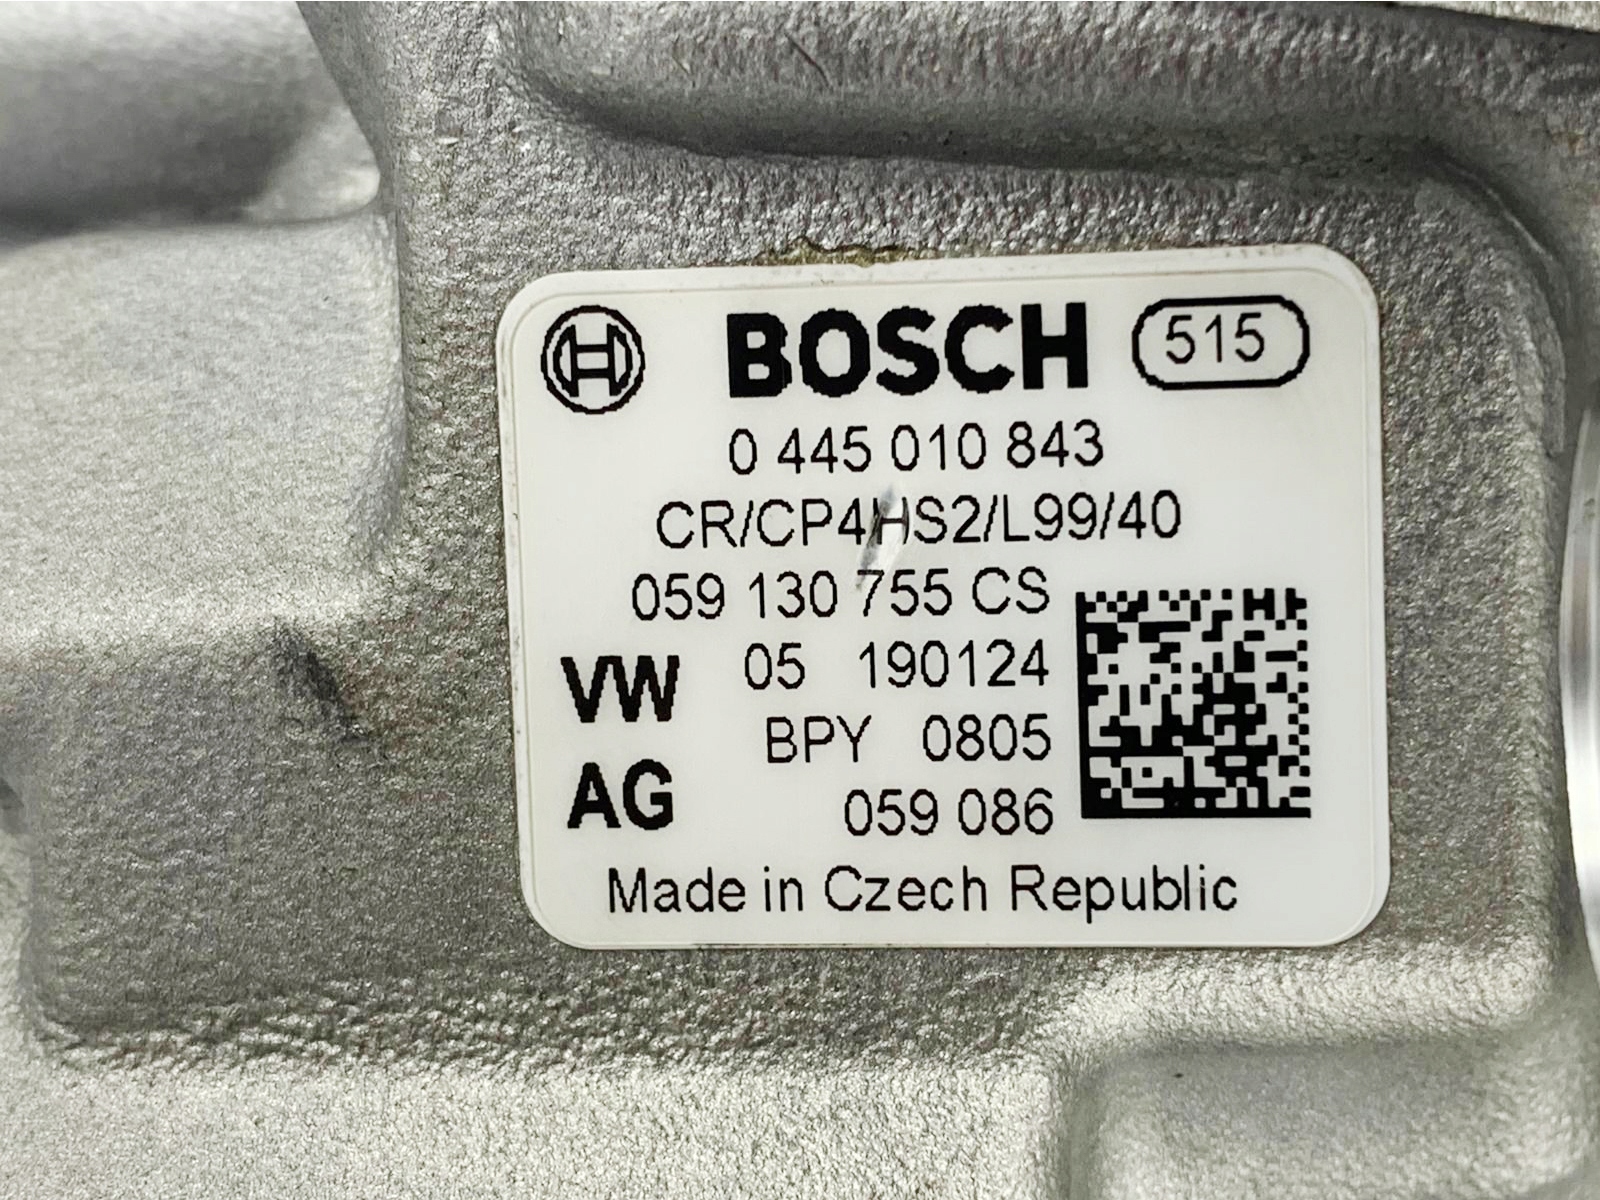 BOSCH 515
0 445 010 843
CR/CP4HS2/L99/40
059 130 755 CS
VW 05 190124
BPY 0805
AG 059 086
Made in Czech Republic